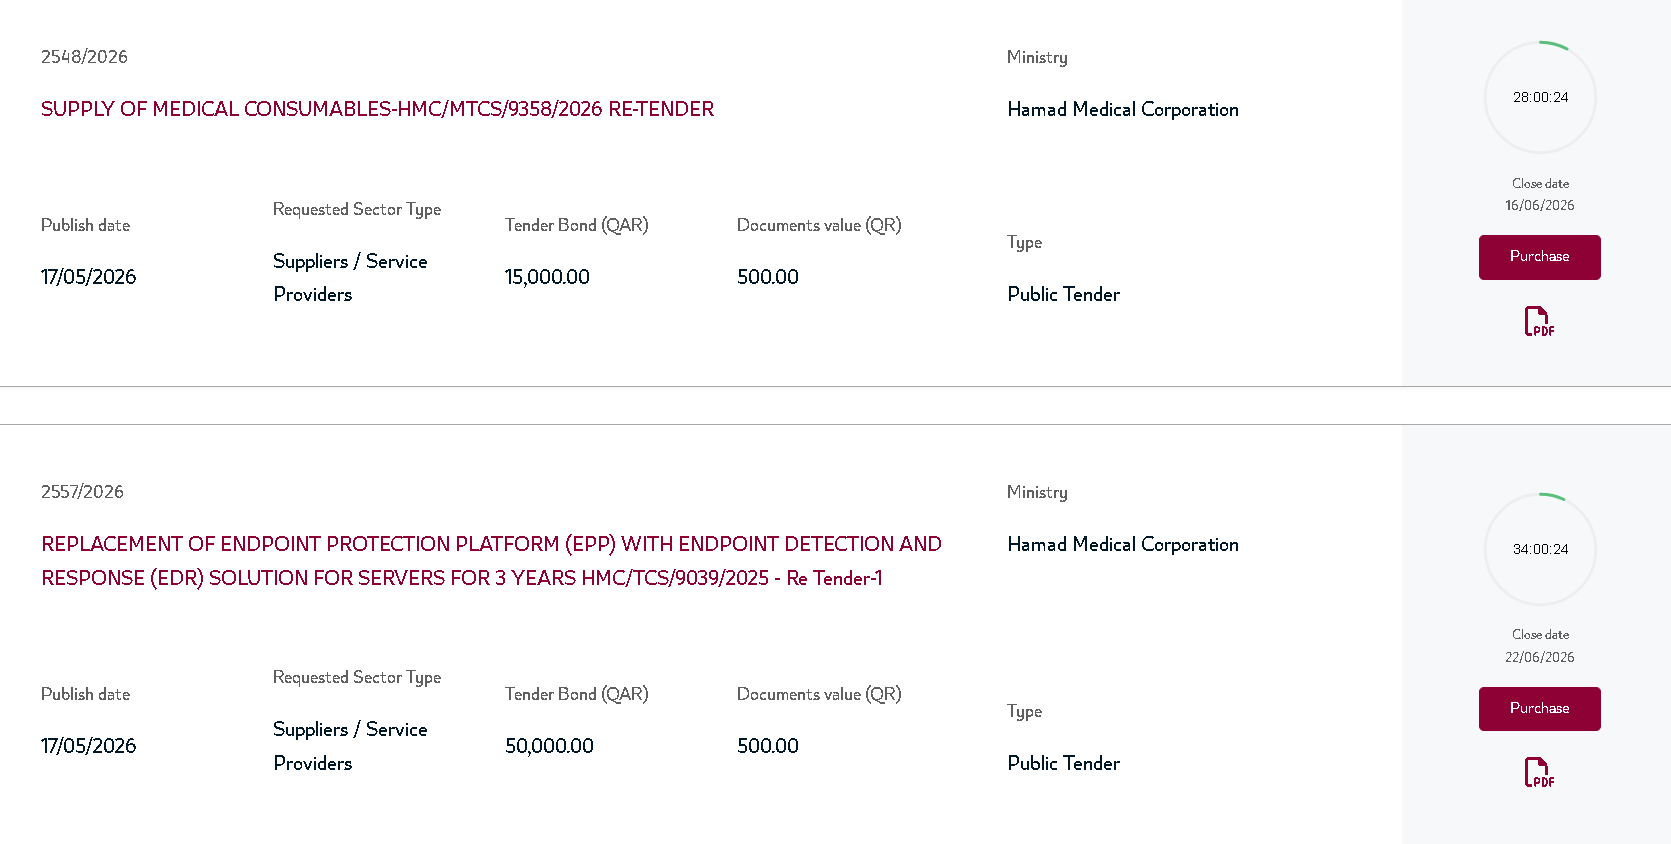 2548/2026
SUPPLY OF MEDICAL CONSUMABLES-HMC/MTCS/9358/2026 RE-TENDER
Ministry
Hamad Medical Corporation
Publish date
17/05/2026
Requested Sector Type
Suppliers / Service
Providers
Tender Bond (QAR)
15,000.00
Documents value (QR)
500.00
Type
Public Tender
28:00:24
Close date
16/06/2026
Purchase
PDF
2557/2026
REPLACEMENT OF ENDPOINT PROTECTION PLATFORM (EPP) WITH ENDPOINT DETECTION AND
RESPONSE (EDR) SOLUTION FOR SERVERS FOR 3 YEARS HMC/TCS/9039/2025 - Re Tender-1
Ministry
Hamad Medical Corporation
Publish date
17/05/2026
Requested Sector Type
Suppliers / Service
Providers
Tender Bond (QAR)
50,000.00
Documents value (QR)
500.00
Type
Public Tender
34:00:24
Close date
22/06/2026
Purchase
PDF